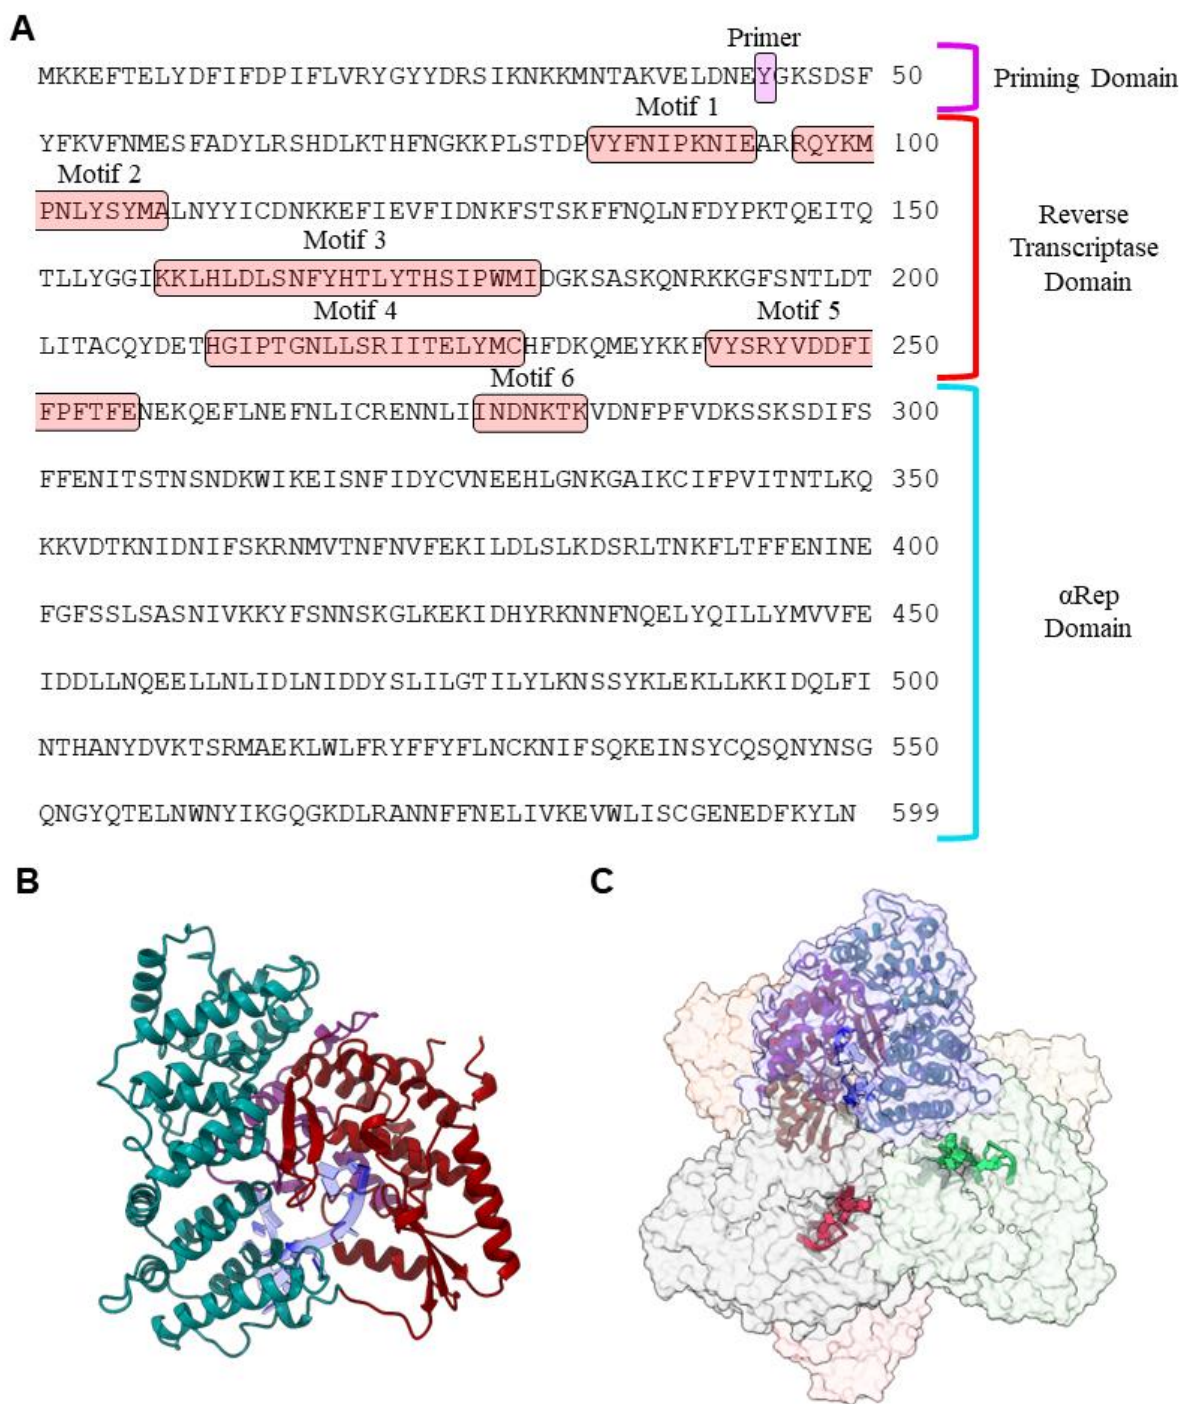 A
Primer
MKKEFTELYDFIFDPIFLVRYGYYDRSIKNKKMNTAKVELDNEYGKSDSF 50
Priming Domain
Motif 1
YFKVFNMESFADYLRSHDLKTHFNGKKPLSTDPVYFNIPKNIEARRQYKM 100
Motif 2
PNLYSYMALNYYICDNKKEFIEVFIDNKFSTSKFFNQLNFDYPKTQEITQ 150
Motif 3
TLLYGGIKKLHLDLSNFYHTLYTHSIPWMIDGKSASKQNRKKGFSNTLDT 200
Motif 4
Motif 5
LITACQYDETHGIPTGNLLSRIITELYMCHFDKQMEYKKFVYSRYVDDFI 250
Reverse
Transcriptase
Domain
Motif 6
FPFTFENEKQEFLNEFNLICRENNLIINDNKTKVDNFPFVDKSSKSDIFS 300
FFENITSTNSNDKWIKEISNFIDYCVNEEHLGNKGAIKCIFPVITNTLKQ 350
KKVDTKNIDNIFSKRNMVTNFNVFEKILDLSLKDSRLTNKFLTFFENINE 400
FGFSSLSASNIVKKYFSNNSKGLKEKIDHYRKNNFNQELYQILLYMVVFE 450
IDDLLNQEELLNLIDLNIDDYSLILGTILYLKNSSYKLEKLLKKIDQLFI 500
NTHANYDVKTSRMAEKLWLFRYFFYFLNCKNIFSQKEINSYCQSQNYNSG 550
QNGYQTELNWNYIKGQGKDLRANNFFNELIVKEVWLISCGENEDFKYLN 599
αRep
Domain
B
C